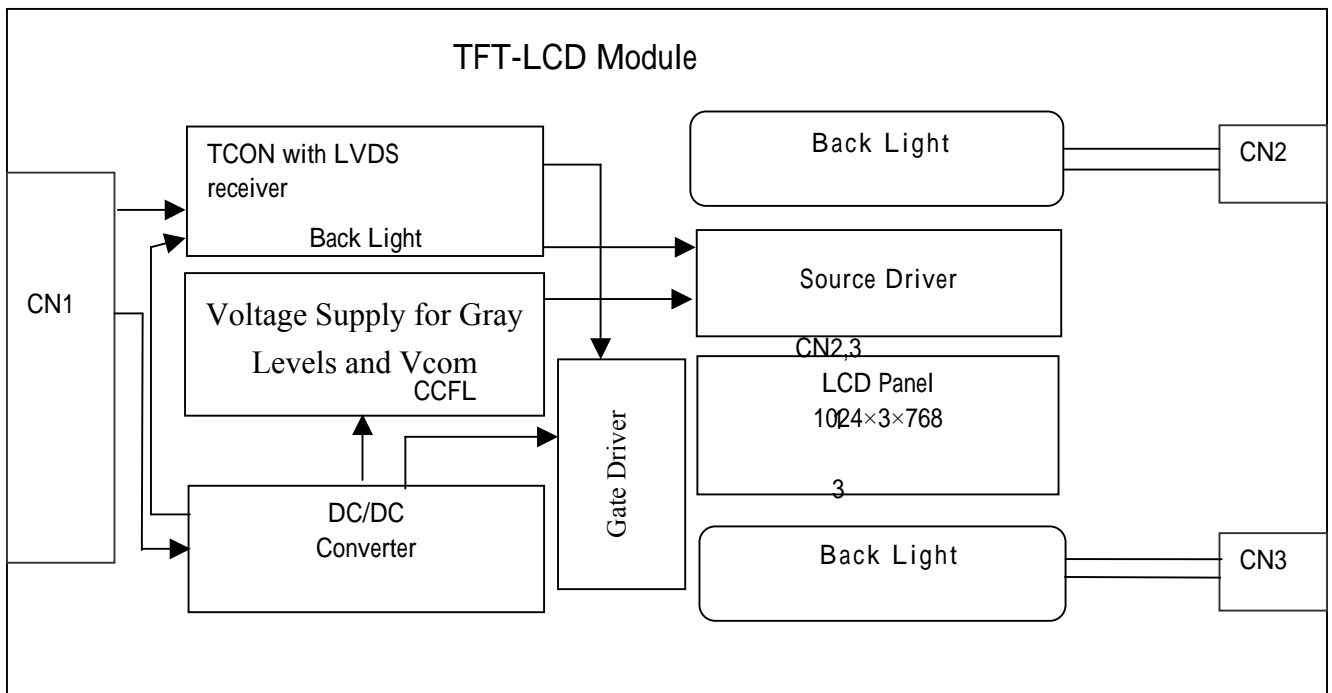 TFT-LCD Module
TCON with LVDS
receiver
Back Light
Back Light
CN2
CN1
Voltage Supply for Gray
Levels and Vcom
CCFL
Source Driver
CN2,3
LCD Panel
1024×3×768
1
3
Gate Driver
DC/DC
Converter
Back Light
CN3